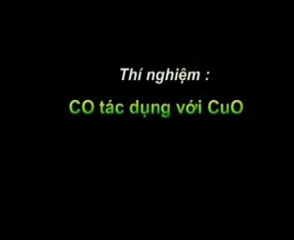 Thí nghiệm :
CO tác dụng với CuO